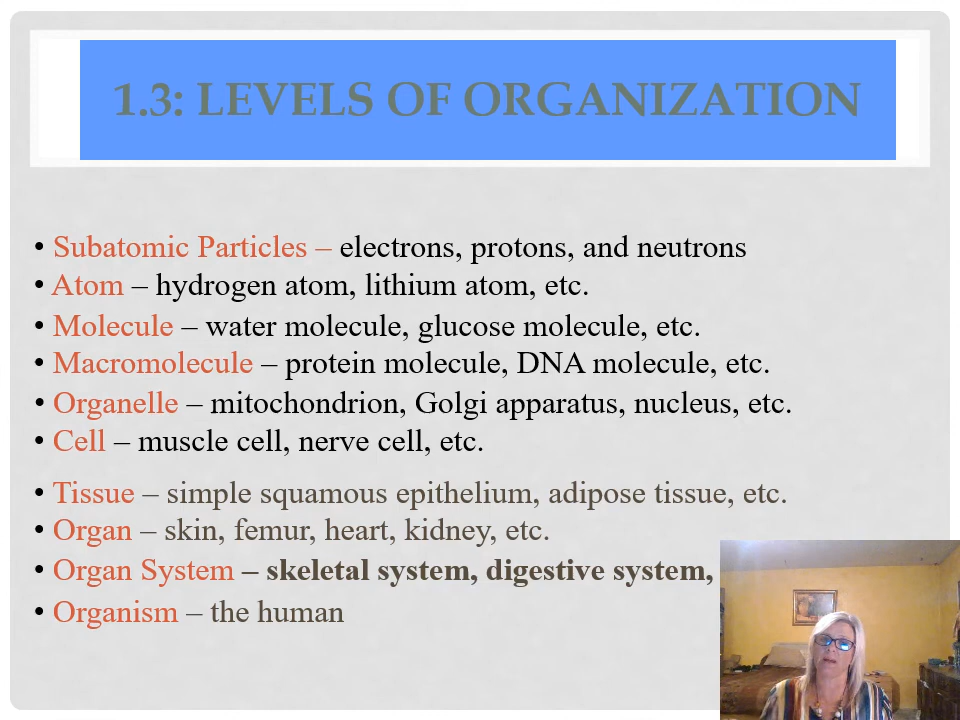 1.3: LEVELS OF ORGANIZATION
• Subatomic Particles – electrons, protons, and neutrons
• Atom – hydrogen atom, lithium atom, etc.
• Molecule – water molecule, glucose molecule, etc.
• Macromolecule – protein molecule, DNA molecule, etc.
• Organelle – mitochondrion, Golgi apparatus, nucleus, etc.
• Cell – muscle cell, nerve cell, etc.
• Tissue – simple squamous epithelium, adipose tissue, etc.
• Organ – skin, femur, heart, kidney, etc.
• Organ System – skeletal system, digestive system,
• Organism – the human